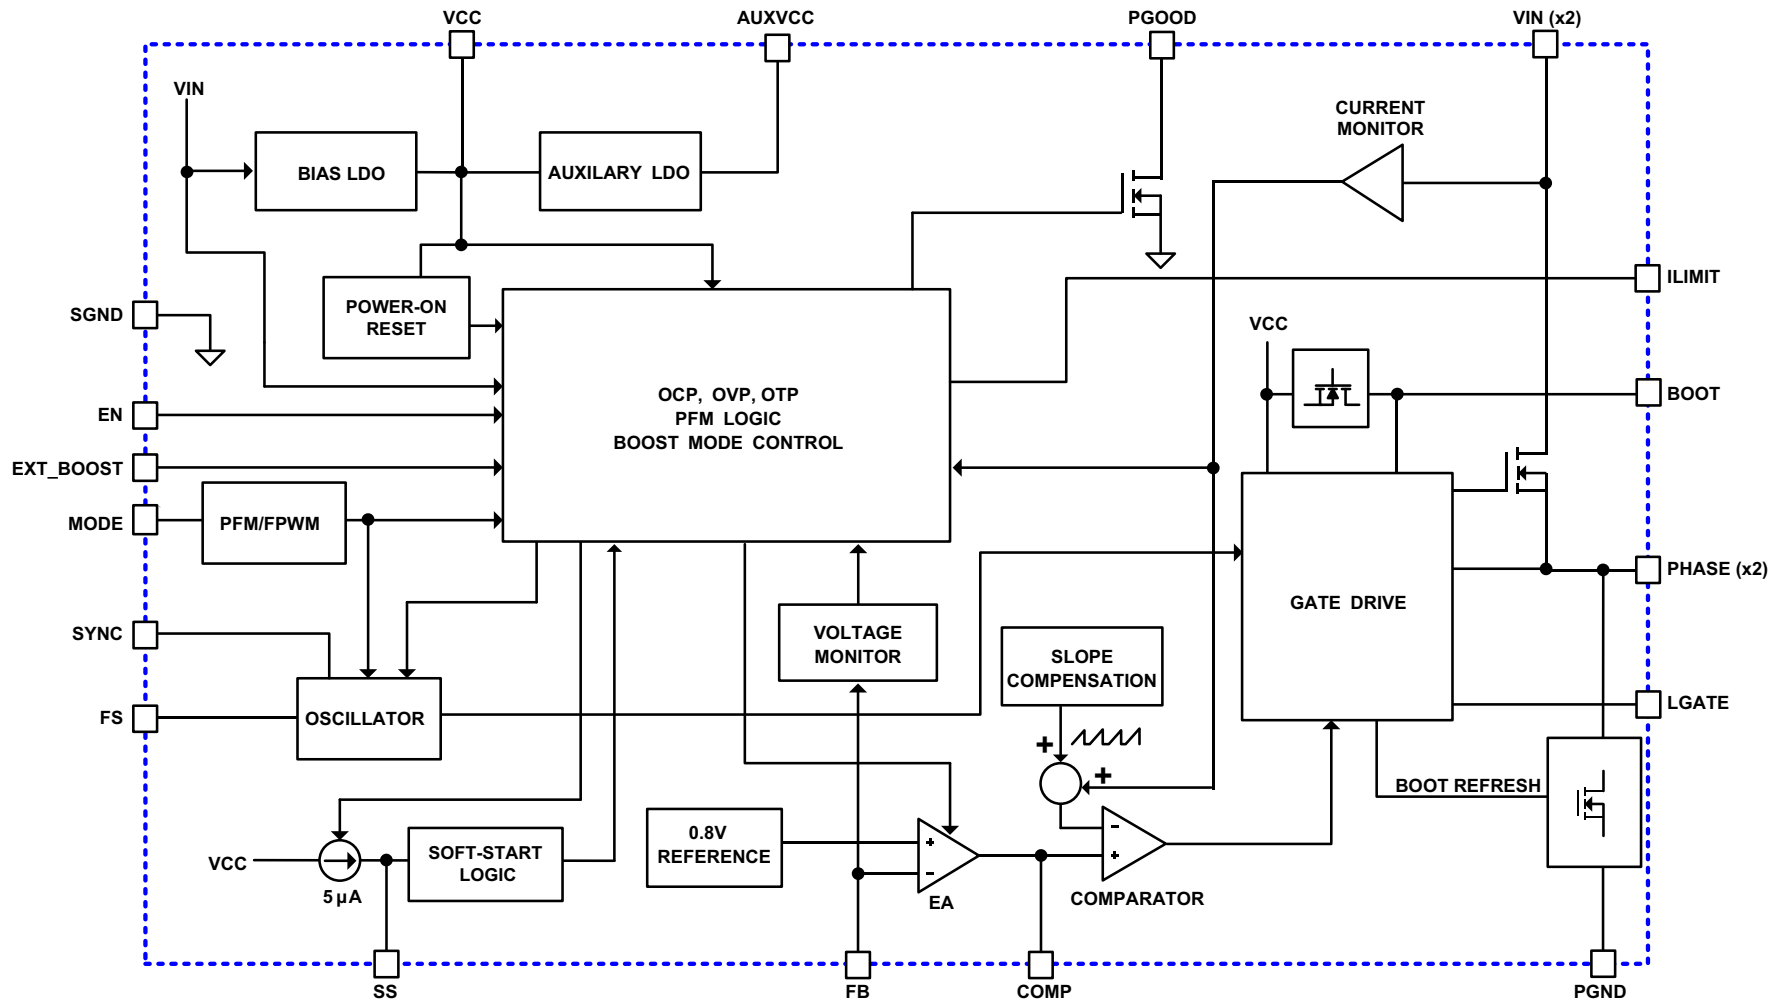 VCC
AUXVCC
PGOOD
VIN (x2)
VIN
CURRENT
MONITOR
BIAS LDO
AUXILARY LDO
ILIMIT
SGND
POWER-ON
RESET
VCC
OCP, OVP, OTP
PFM LOGIC
BOOST MODE CONTROL
BOOT
EN
EXT_BOOST
MODE
PFM/FPWM
PHASE (x2)
GATE DRIVE
SYNC
VOLTAGE
MONITOR
SLOPE
COMPENSATION
FS
OSCILLATOR
LGATE
+
+
BOOT REFRESH
0.8V
REFERENCE
+
-
-
+
VCC
SOFT-START
LOGIC
5 µA
EA
COMPARATOR
SS
FB
COMP
PGND